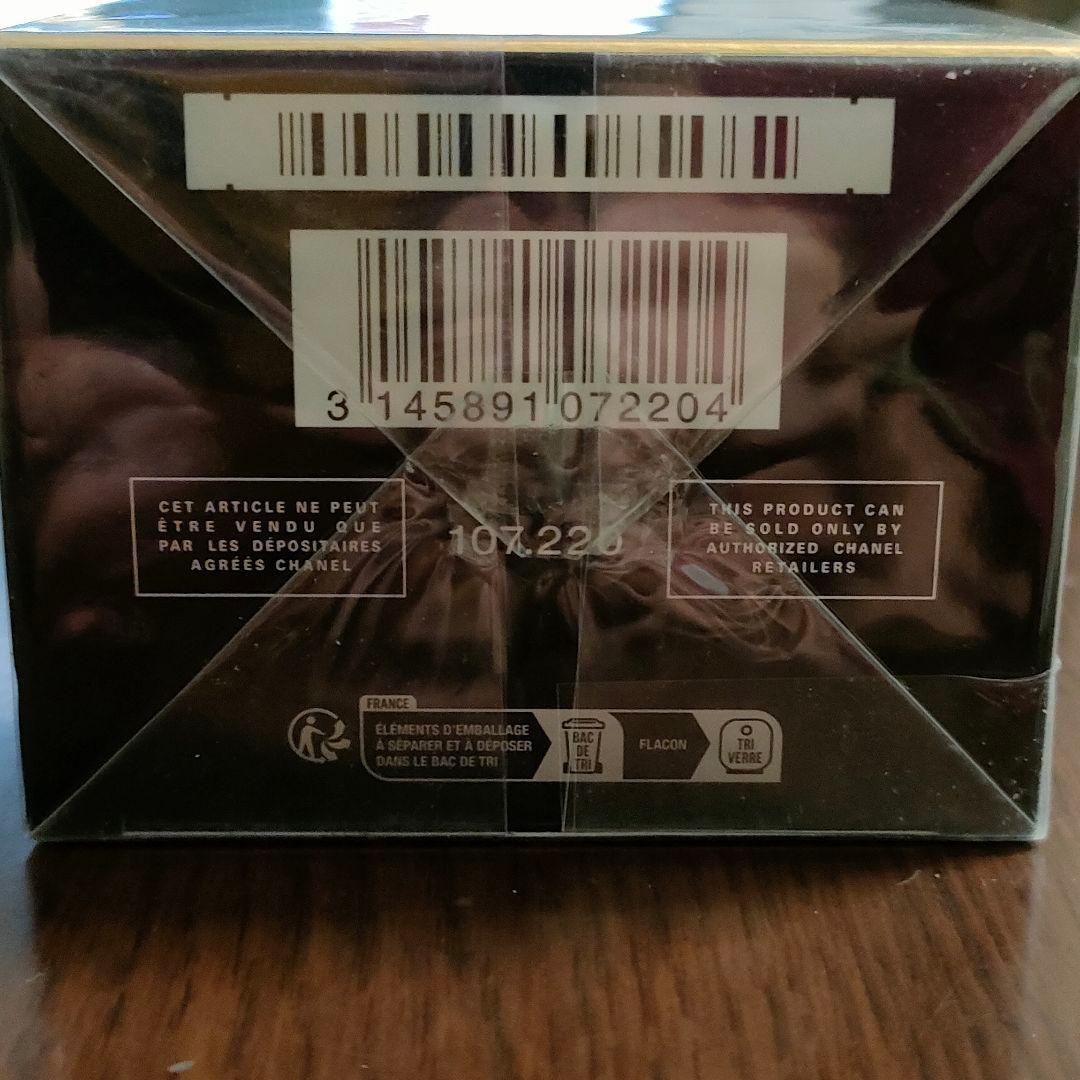 3 145891 072204
CET ARTICLE NE PEUT
ÊTRE VENDU QUE
PAR LES DÉPOSITAIRES
AGRÉÉS CHANEL
107.220
THIS PRODUCT CAN
BE SOLD ONLY BY
AUTHORIZED CHANEL
RETAILERS
FRANCE
ÉLÉMENTS D'EMBALLAGE
À SÉPARER ET À DÉPOSER
DANS LE BAC DE TRI
BAC
DE
TRI
FLACON
TRI
VERRE